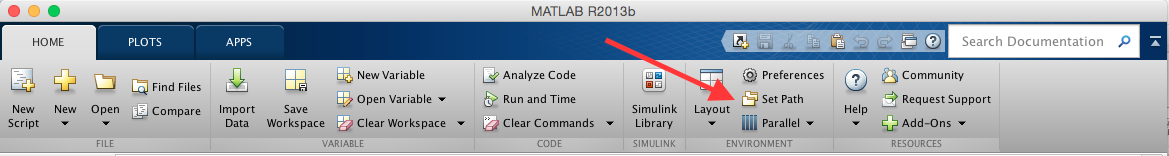 MATLAB R2013b
HOME PLOTS APPS Search Documentation
New Script
New
Open
Find Files
Compare
FILE
Import Data
Save Workspace
New Variable
Open Variable
Clear Workspace
VARIABLE
Analyze Code
Run and Time
Clear Commands
CODE
Simulink Library
SIMULINK
Layout
Preferences
Set Path
Parallel
ENVIRONMENT
Help
Community
Request Support
Add-Ons
RESOURCES